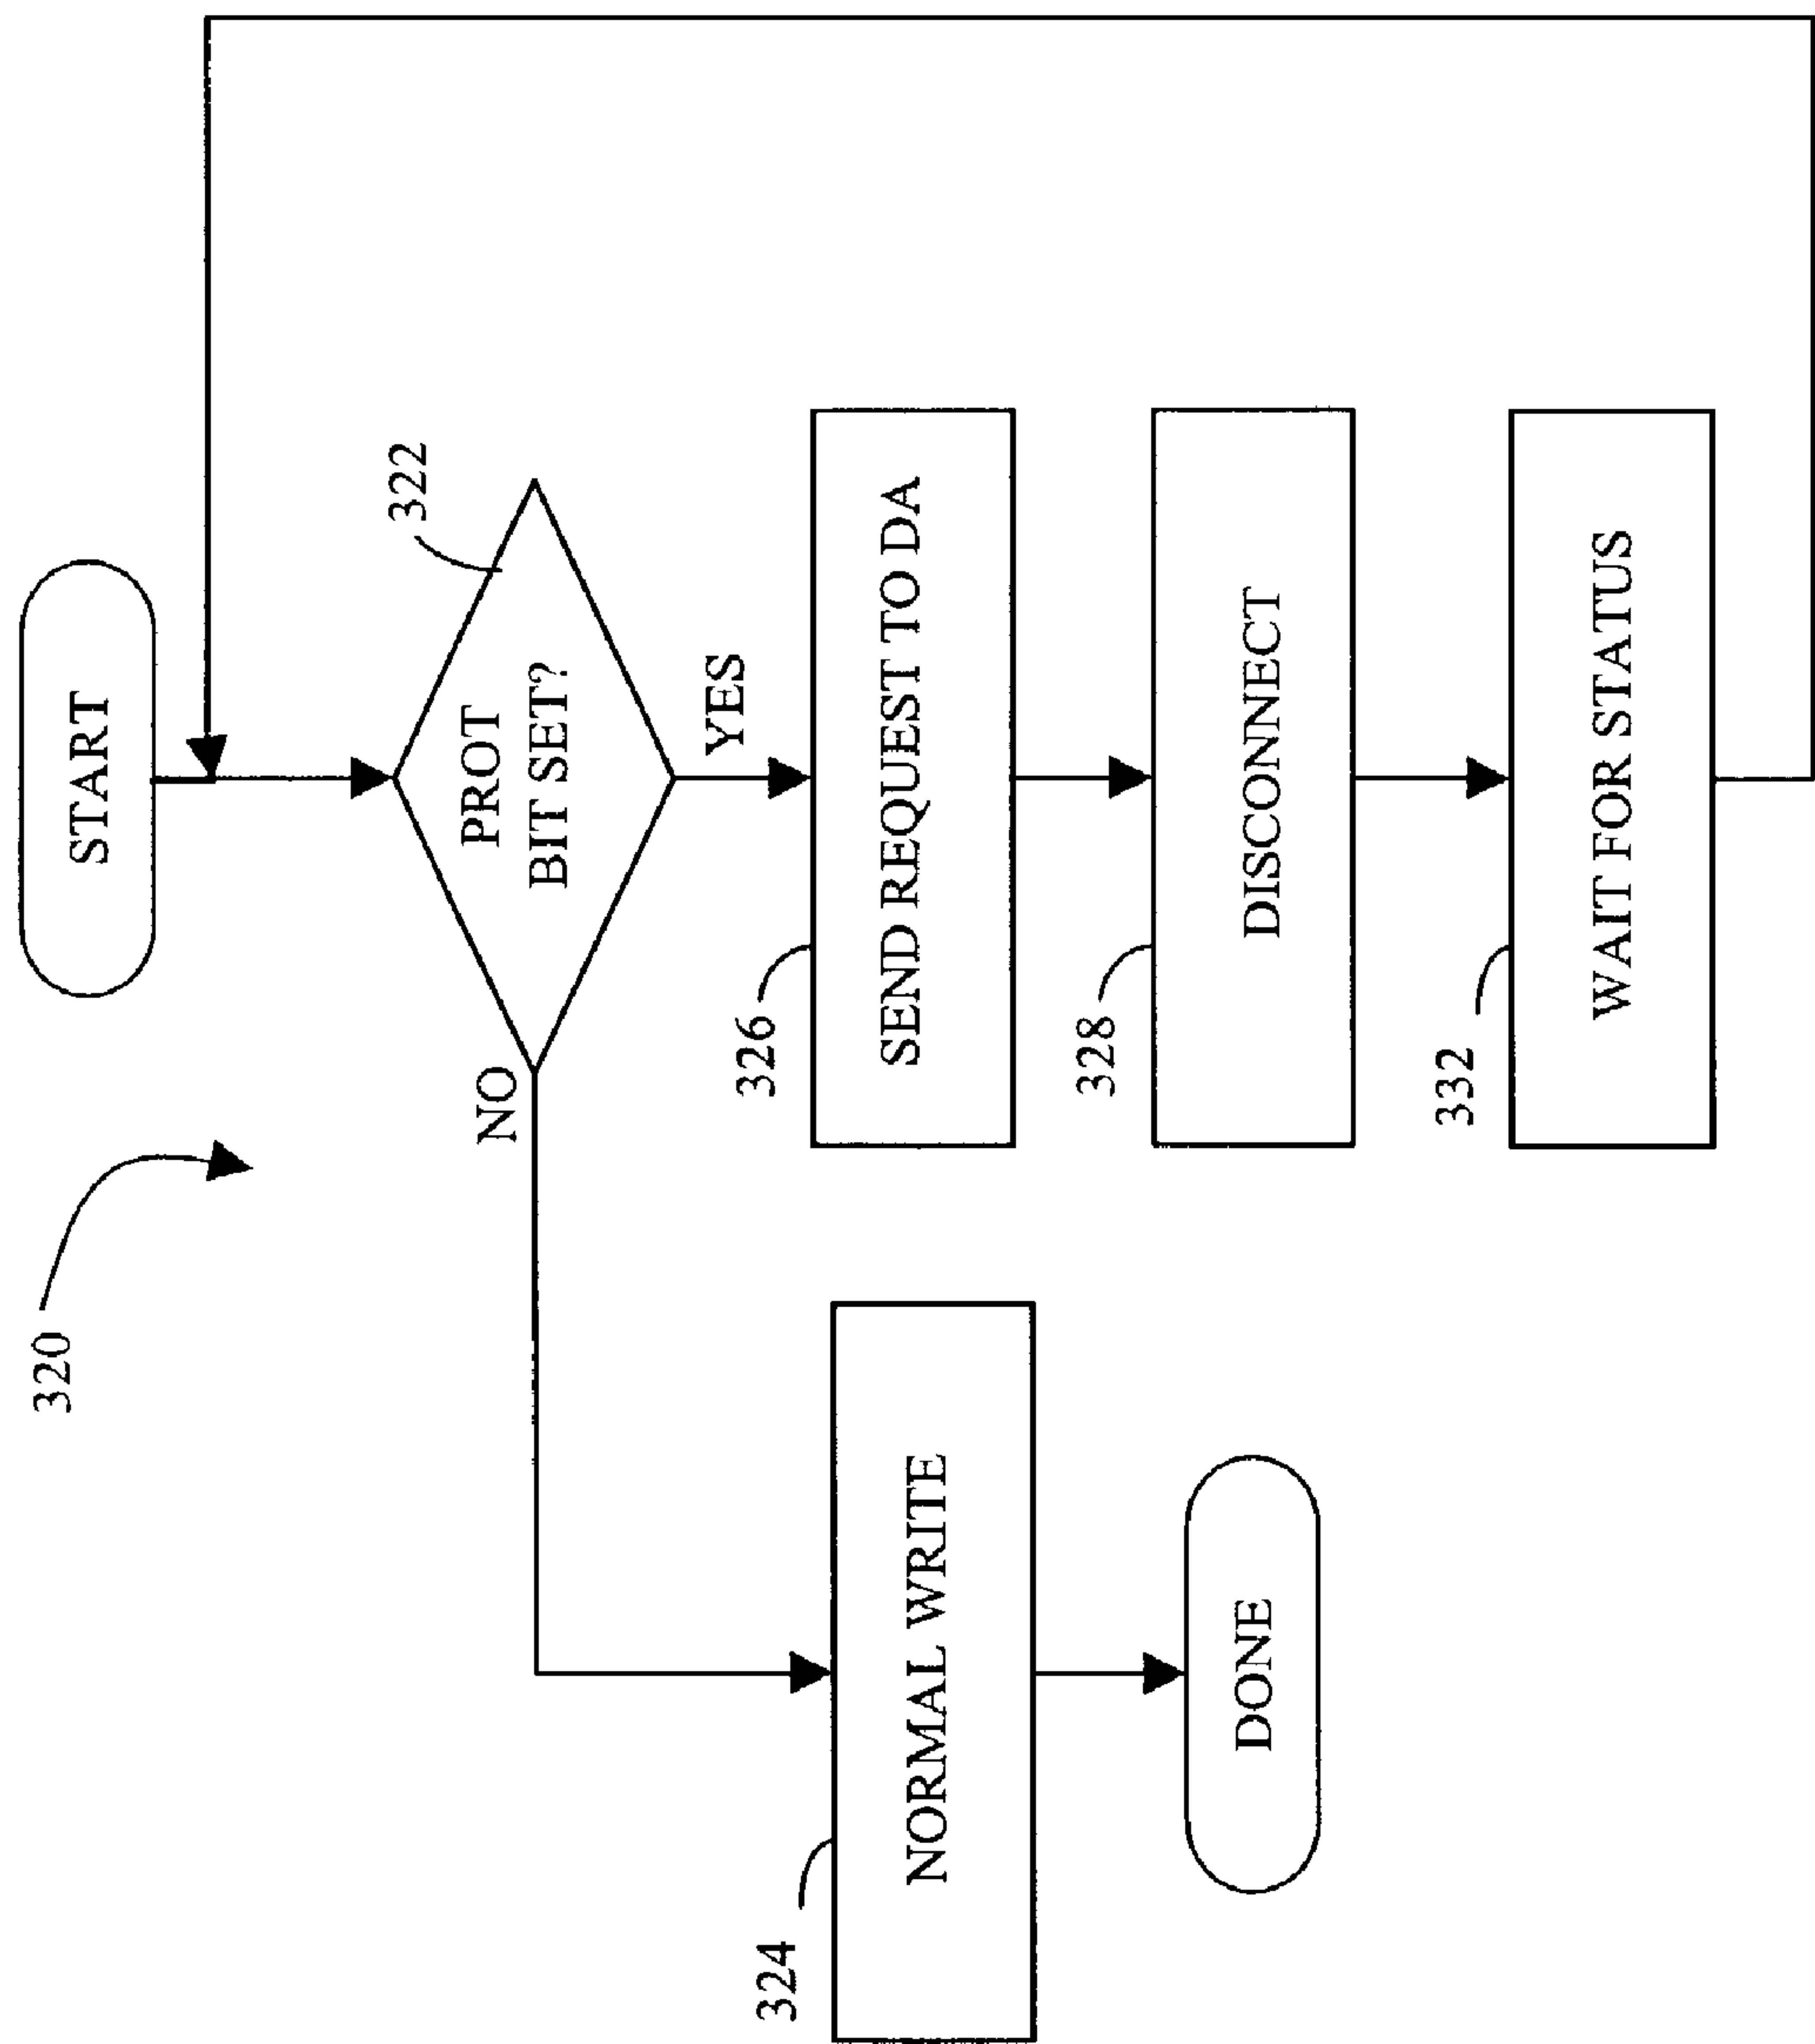 320
START
322
PROT
BIT SET?
NO
YES
324
NORMAL WRITE
DONE
326
SEND REQUEST TO DA
328
DISCONNECT
332
WAIT FOR STATUS